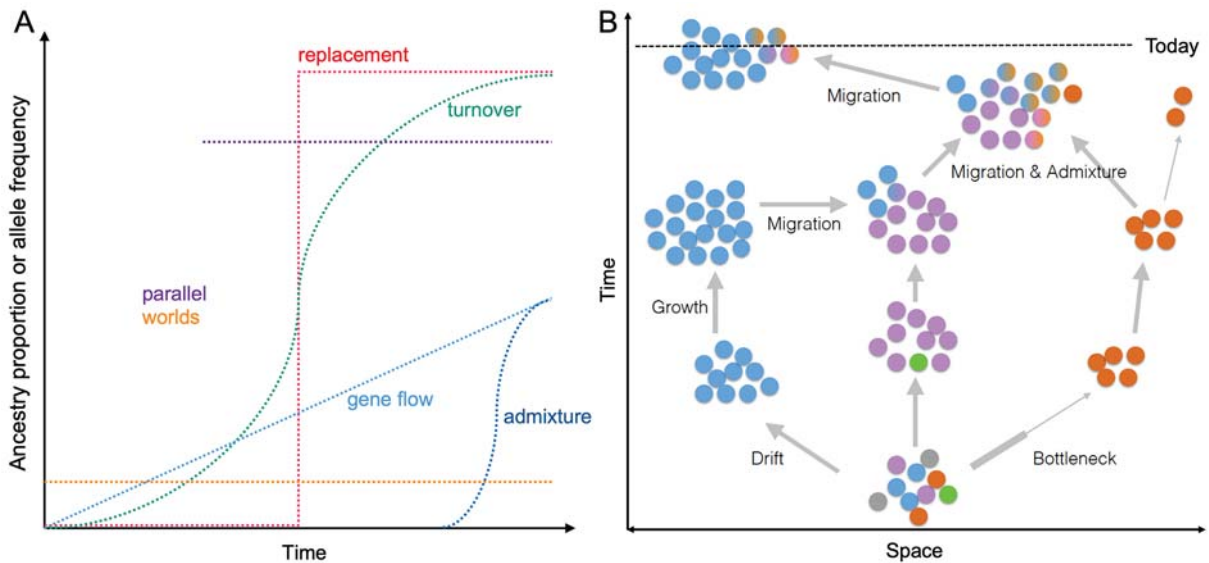 A
Ancestry proportion or allele frequency
replacement
turnover
parallel
worlds
gene flow
admixture
Time
B
Time
Today
Migration
Migration & Admixture
Migration
Growth
Drift
Bottleneck
Space